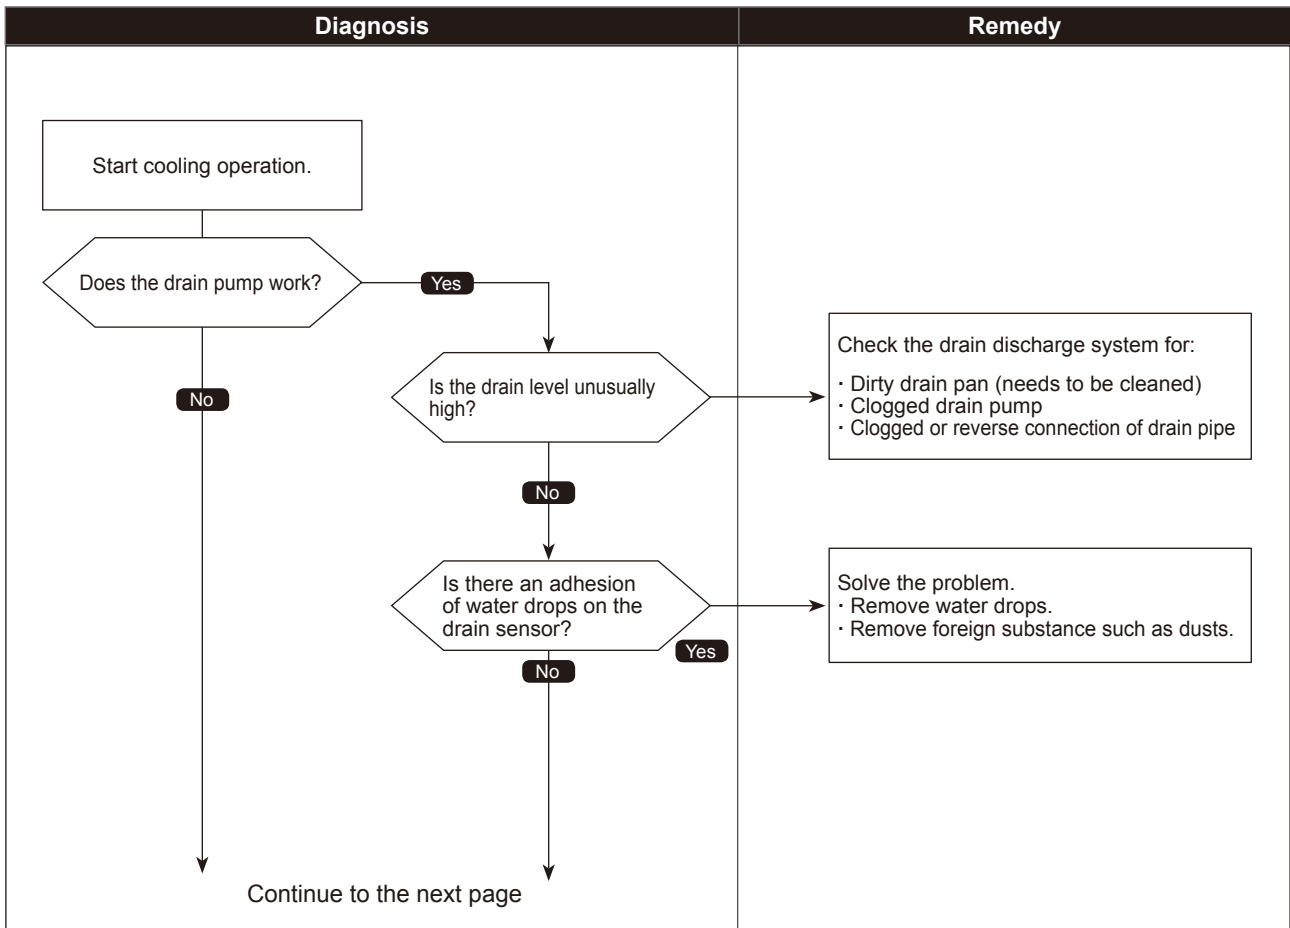 Diagnosis
Remedy
Start cooling operation.
Does the drain pump work?
Yes
No
Is the drain level unusually
high?
Check the drain discharge system for:
· Dirty drain pan (needs to be cleaned)
· Clogged drain pump
· Clogged or reverse connection of drain pipe
No
Is there an adhesion
of water drops on the
drain sensor?
Yes
No
Solve the problem.
· Remove water drops.
· Remove foreign substance such as dusts.
Continue to the next page